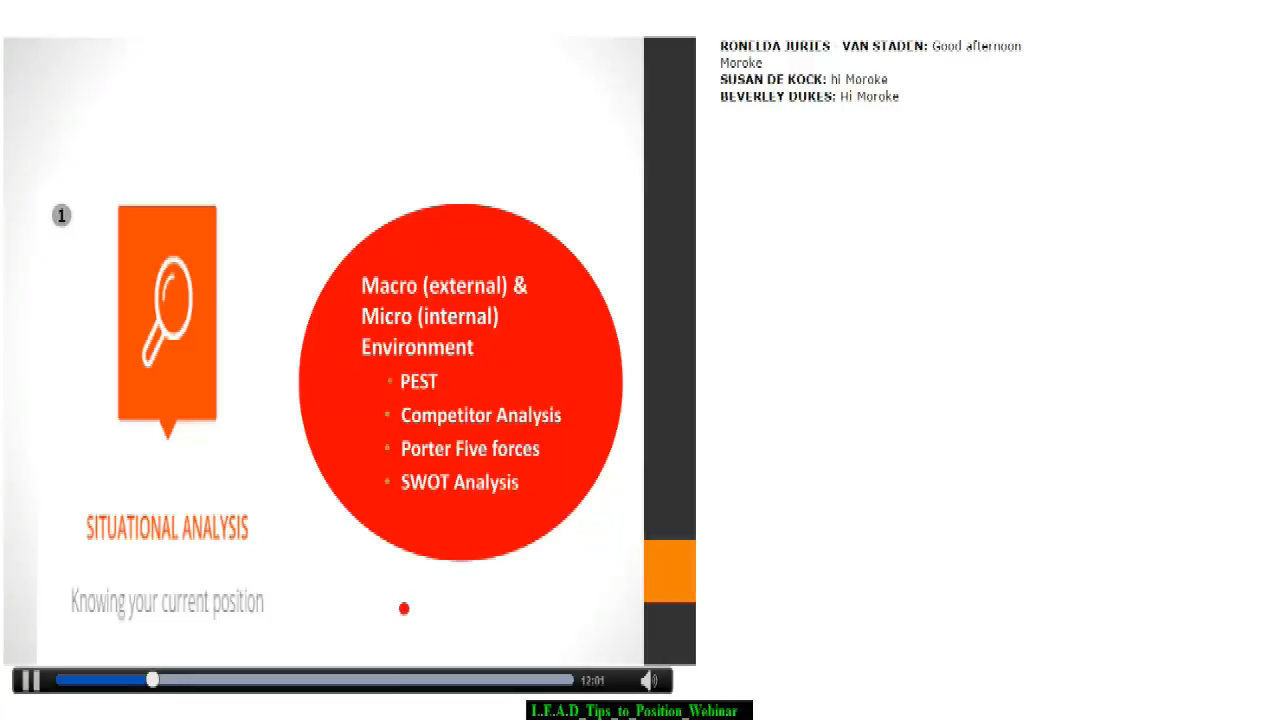 1
Macro (external) &
Micro (internal)
Environment
• PEST
• Competitor Analysis
• Porter Five forces
• SWOT Analysis
SITUATIONAL ANALYSIS
Knowing your current position
12:01
RONELDA JURIES - VAN STADEN: Good afternoon
Moroke
SUSAN DE KOCK: hi Moroke
BEVERLEY DUKES: Hi Moroke
L.E.A.D_Tips_to_Position_Webinar